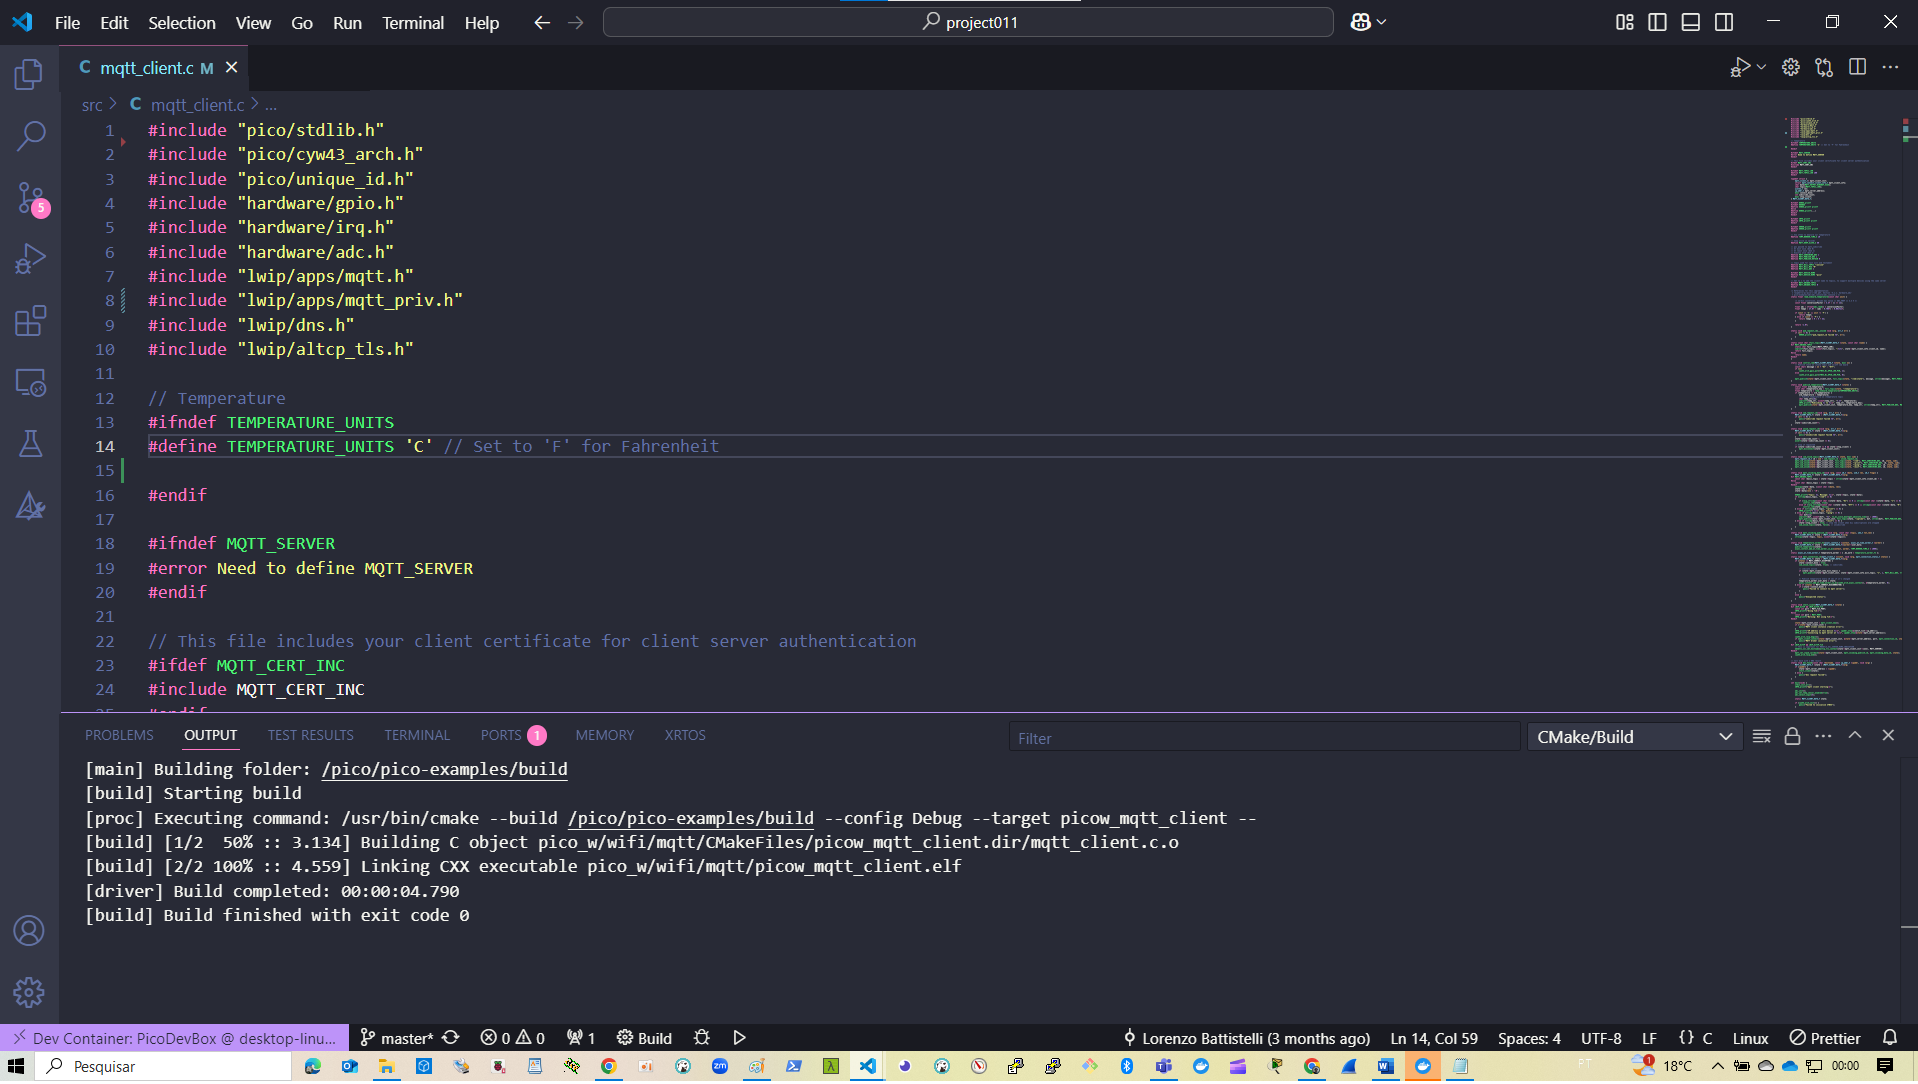 File Edit Selection View Go Run Terminal Help
project011
C mqtt_client.c M
src > C mqtt_client.c > ...
1 #include "pico/stdlib.h"
2 #include "pico/cyw43_arch.h"
3 #include "pico/unique_id.h"
4 #include "hardware/gpio.h"
5 #include "hardware/irq.h"
6 #include "hardware/adc.h"
7 #include "lwip/apps/mqtt.h"
8 #include "lwip/apps/mqtt_priv.h"
9 #include "lwip/dns.h"
10 #include "lwip/altcp_tls.h"
11
12 // Temperature
13 #ifndef TEMPERATURE_UNITS
14 #define TEMPERATURE_UNITS 'C' // Set to 'F' for Fahrenheit
15
16 #endif
17
18 #ifndef MQTT_SERVER
19 #error Need to define MQTT_SERVER
20 #endif
21
22 // This file includes your client certificate for client server authentication
23 #ifdef MQTT_CERT_INC
24 #include MQTT_CERT_INC
5
PROBLEMS OUTPUT TEST RESULTS TERMINAL PORTS 1 MEMORY XRTOS
Filter
CMake/Build
[main] Building folder: /pico/pico-examples/build
[build] Starting build
[proc] Executing command: /usr/bin/cmake --build /pico/pico-examples/build --config Debug --target picow_mqtt_client --
[build] [1/2  50% :: 3.134] Building C object pico_w/wifi/mqtt/CMakeFiles/picow_mqtt_client.dir/mqtt_client.c.o
[build] [2/2 100% :: 4.559] Linking CXX executable pico_w/wifi/mqtt/picow_mqtt_client.elf
[driver] Build completed: 00:00:04.790
[build] Build finished with exit code 0
Dev Container: PicoDevBox @ desktop-linu... master* 0 0 1 Build Lorenzo Battistelli (3 months ago) Ln 14, Col 59 Spaces: 4 UTF-8 LF {} C Linux Prettier
Pesquisar 1 18°C 00:00